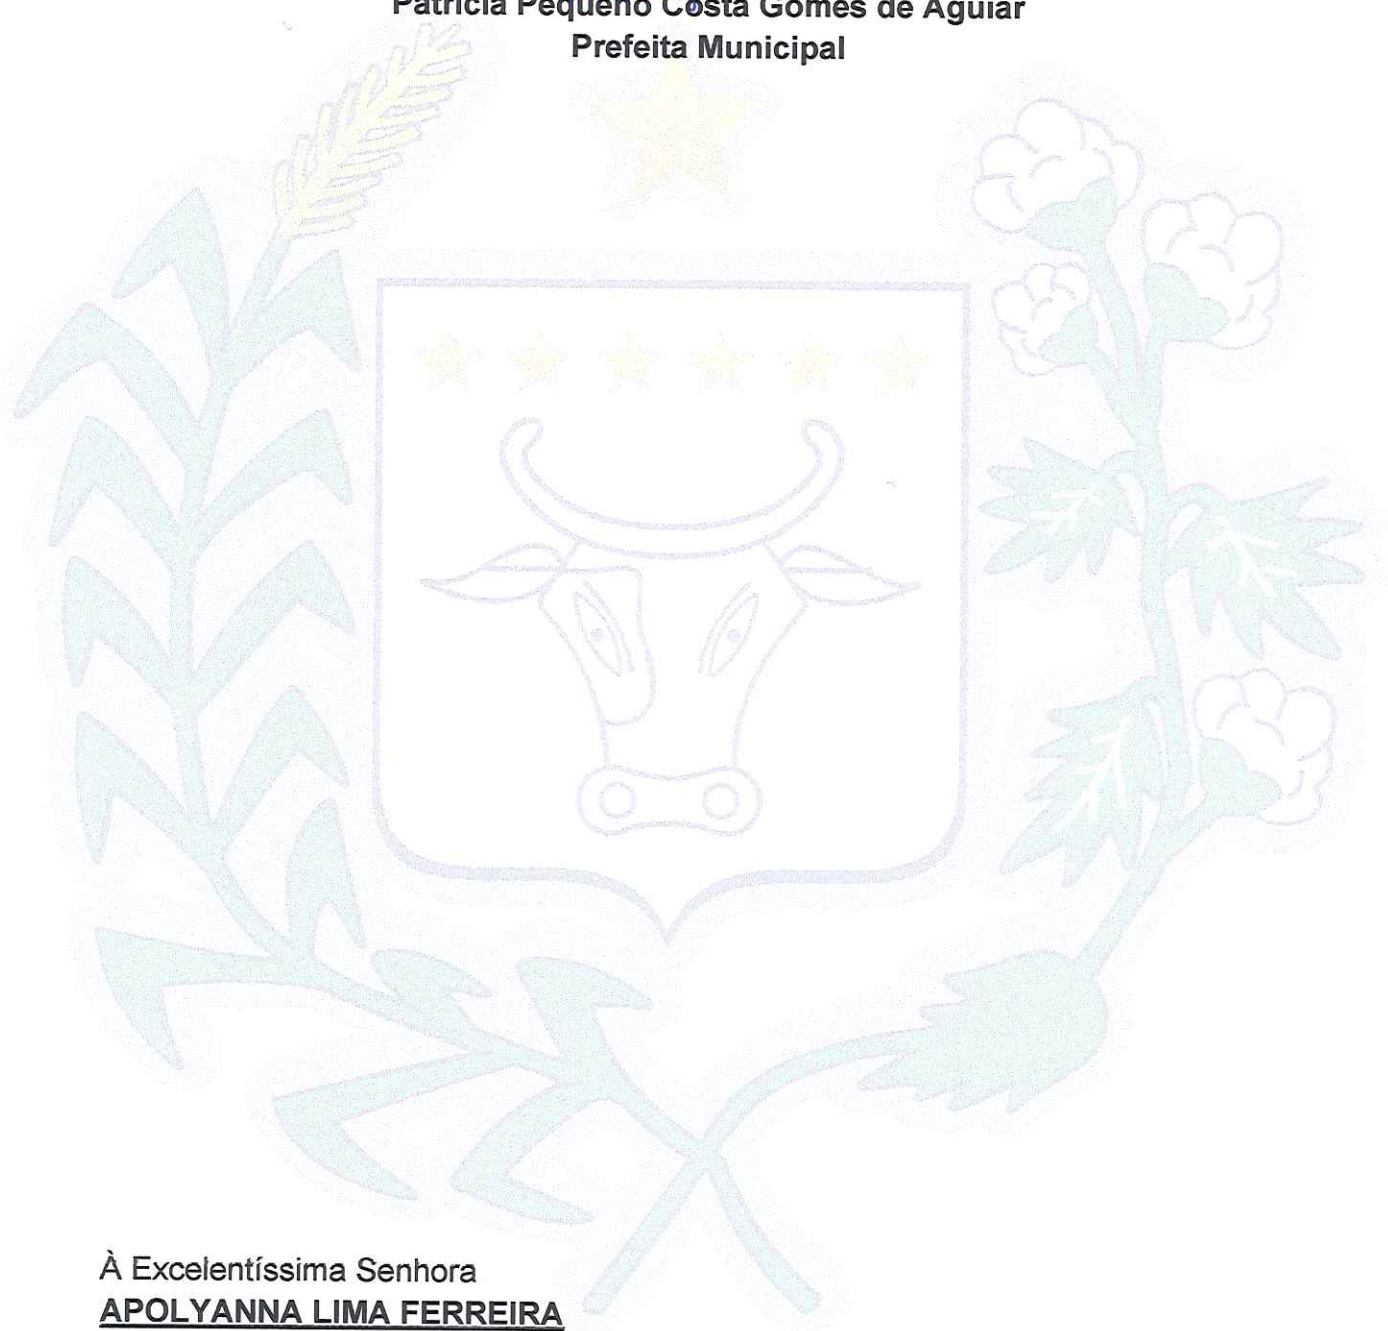 Patrícia Pequeno Costa Gomes de Aguiar
Prefeita Municipal
À Excelentíssima Senhora
APOLYANNA LIMA FERREIRA